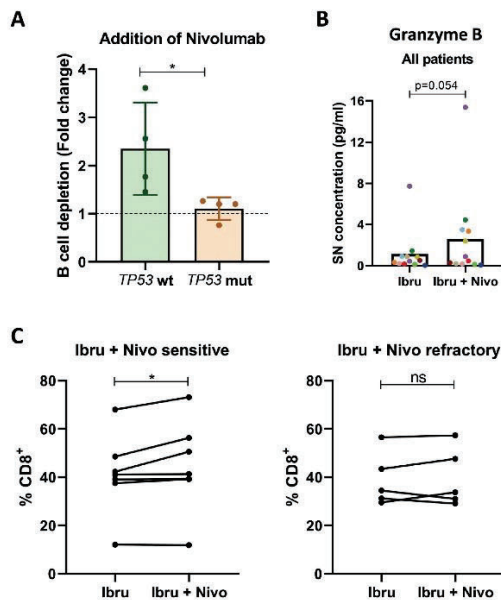 A
Addition of Nivolumab
*
B cell depletion (Fold change)
4
3
2
1
0
TP53 wt
TP53 mut
B
Granzyme B
All patients
p=0.054
SN concentration (pg/ml)
16
12
8
4
0
Ibru
Ibru + Nivo
C
Ibru + Nivo sensitive
*
% CD8+
80
60
40
20
0
Ibru
Ibru + Nivo
Ibru + Nivo refractory
ns
% CD8+
80
60
40
20
0
Ibru
Ibru + Nivo